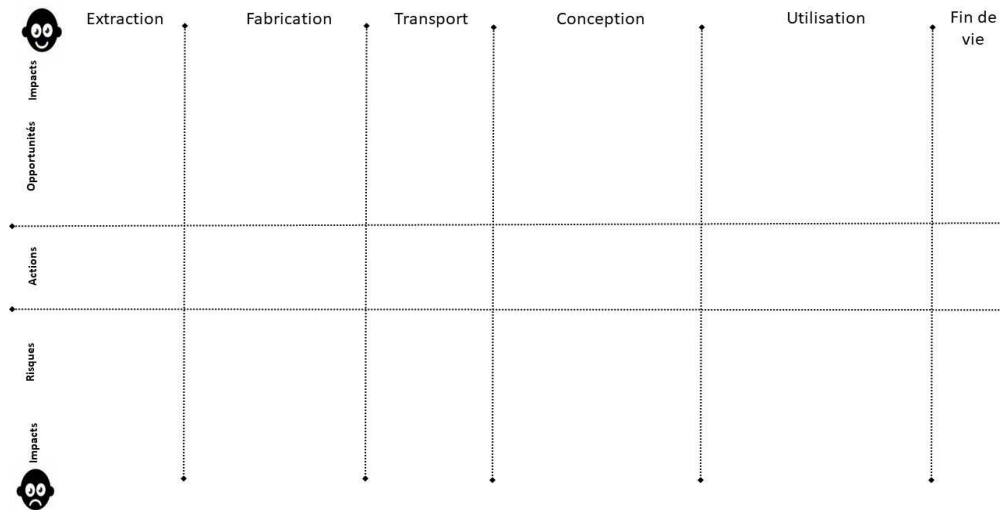 Extraction
Fabrication
Transport
Conception
Utilisation
Fin de
vie
Impacts
Opportunités
Actions
Risques
Impacts